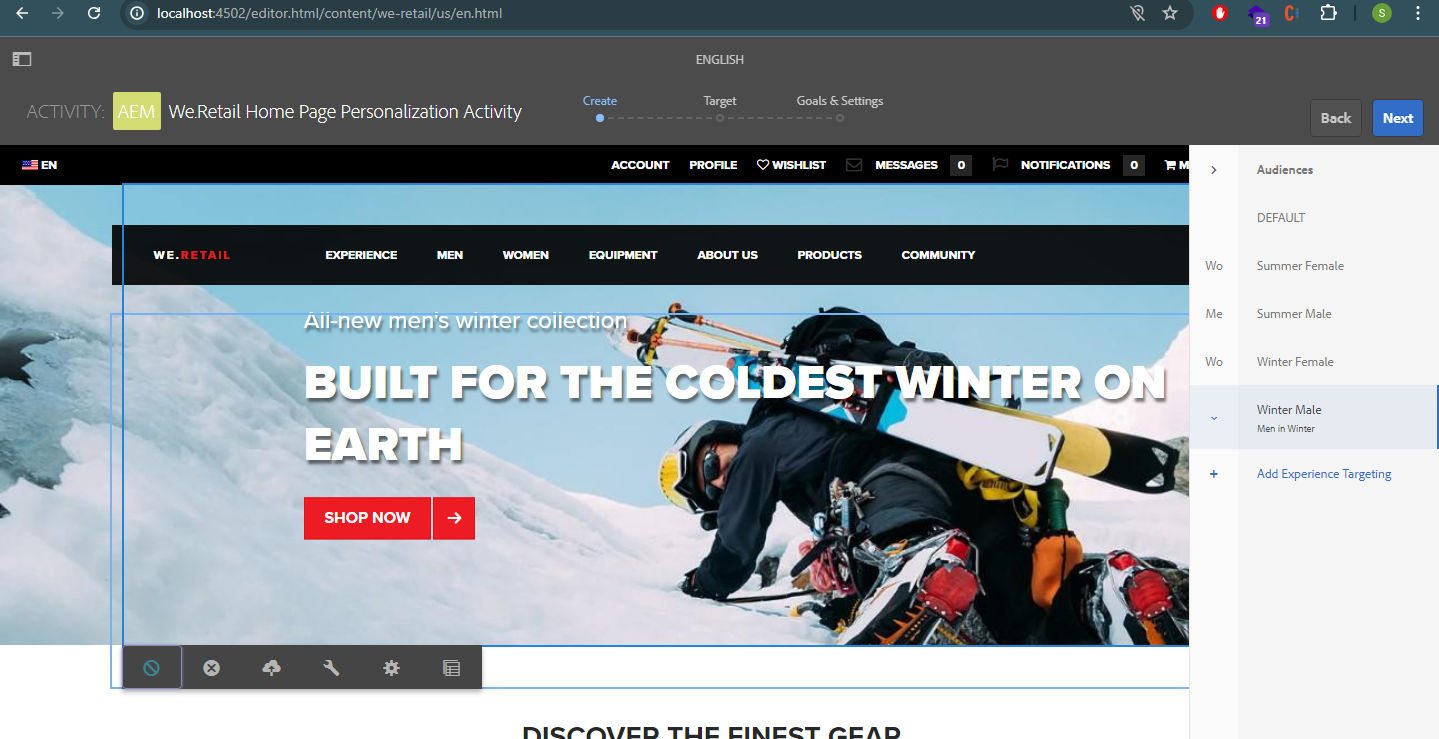 localhost:4502/editor.html/content/we-retail/us/en.html
21
S
ENGLISH
ACTIVITY: AEM We.Retail Home Page Personalization Activity
Create Target Goals & Settings
Back Next
EN ACCOUNT PROFILE WISHLIST MESSAGES 0 NOTIFICATIONS 0 M
WE.RETAIL EXPERIENCE MEN WOMEN EQUIPMENT ABOUT US PRODUCTS COMMUNITY
All-new men's winter collection
BUILT FOR THE COLDEST WINTER ON
EARTH
SHOP NOW
DISCOVER THE FINEST GEAR
Audiences
DEFAULT
Wo Summer Female
Me Summer Male
Wo Winter Female
Winter Male
Men in Winter
+ Add Experience Targeting